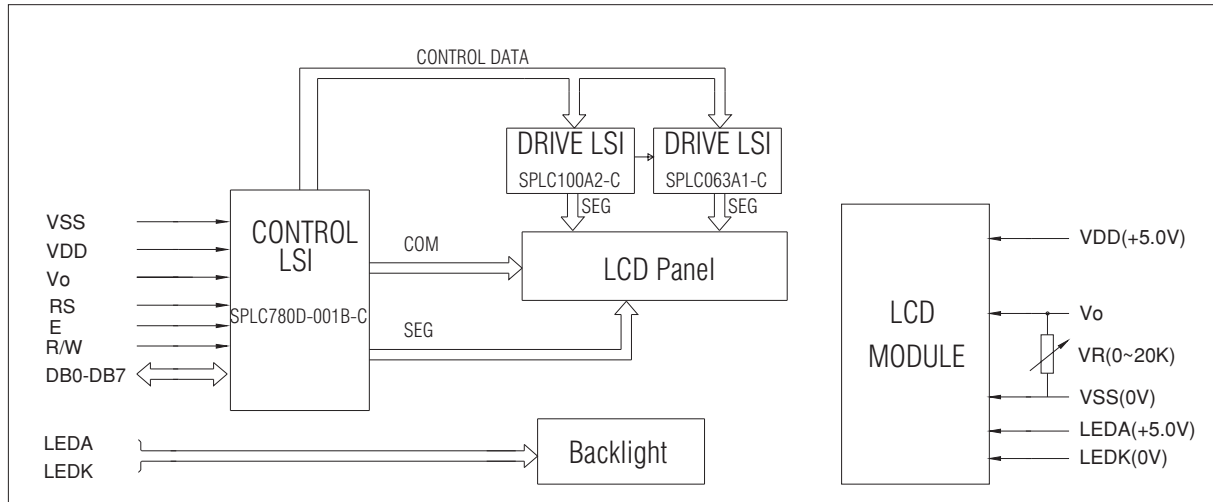 CONTROL DATA
DRIVE LSI
SPLC100A2-C
DRIVE LSI
SPLC063A1-C
SEG
SEG
VSS
VDD
Vo
RS
E
R/W
DB0-DB7
CONTROL
LSI
SPLC780D-001B-C
COM
SEG
LCD Panel
LEDA
LEDK
Backlight
LCD
MODULE
VDD(+5.0V)
Vo
VR(0~20K)
VSS(0V)
LEDA(+5.0V)
LEDK(0V)